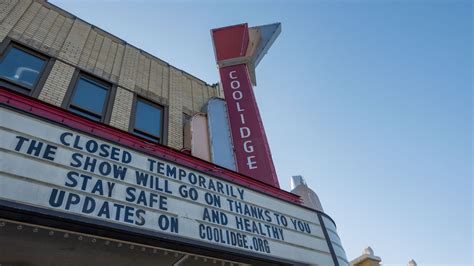 COOLIDGE
CLOSED TEMPORARILY
THE SHOW WILL GO ON THANKS TO YOU
STAY SAFE AND HEALTHY
UPDATES ON COOLIDGE.ORG